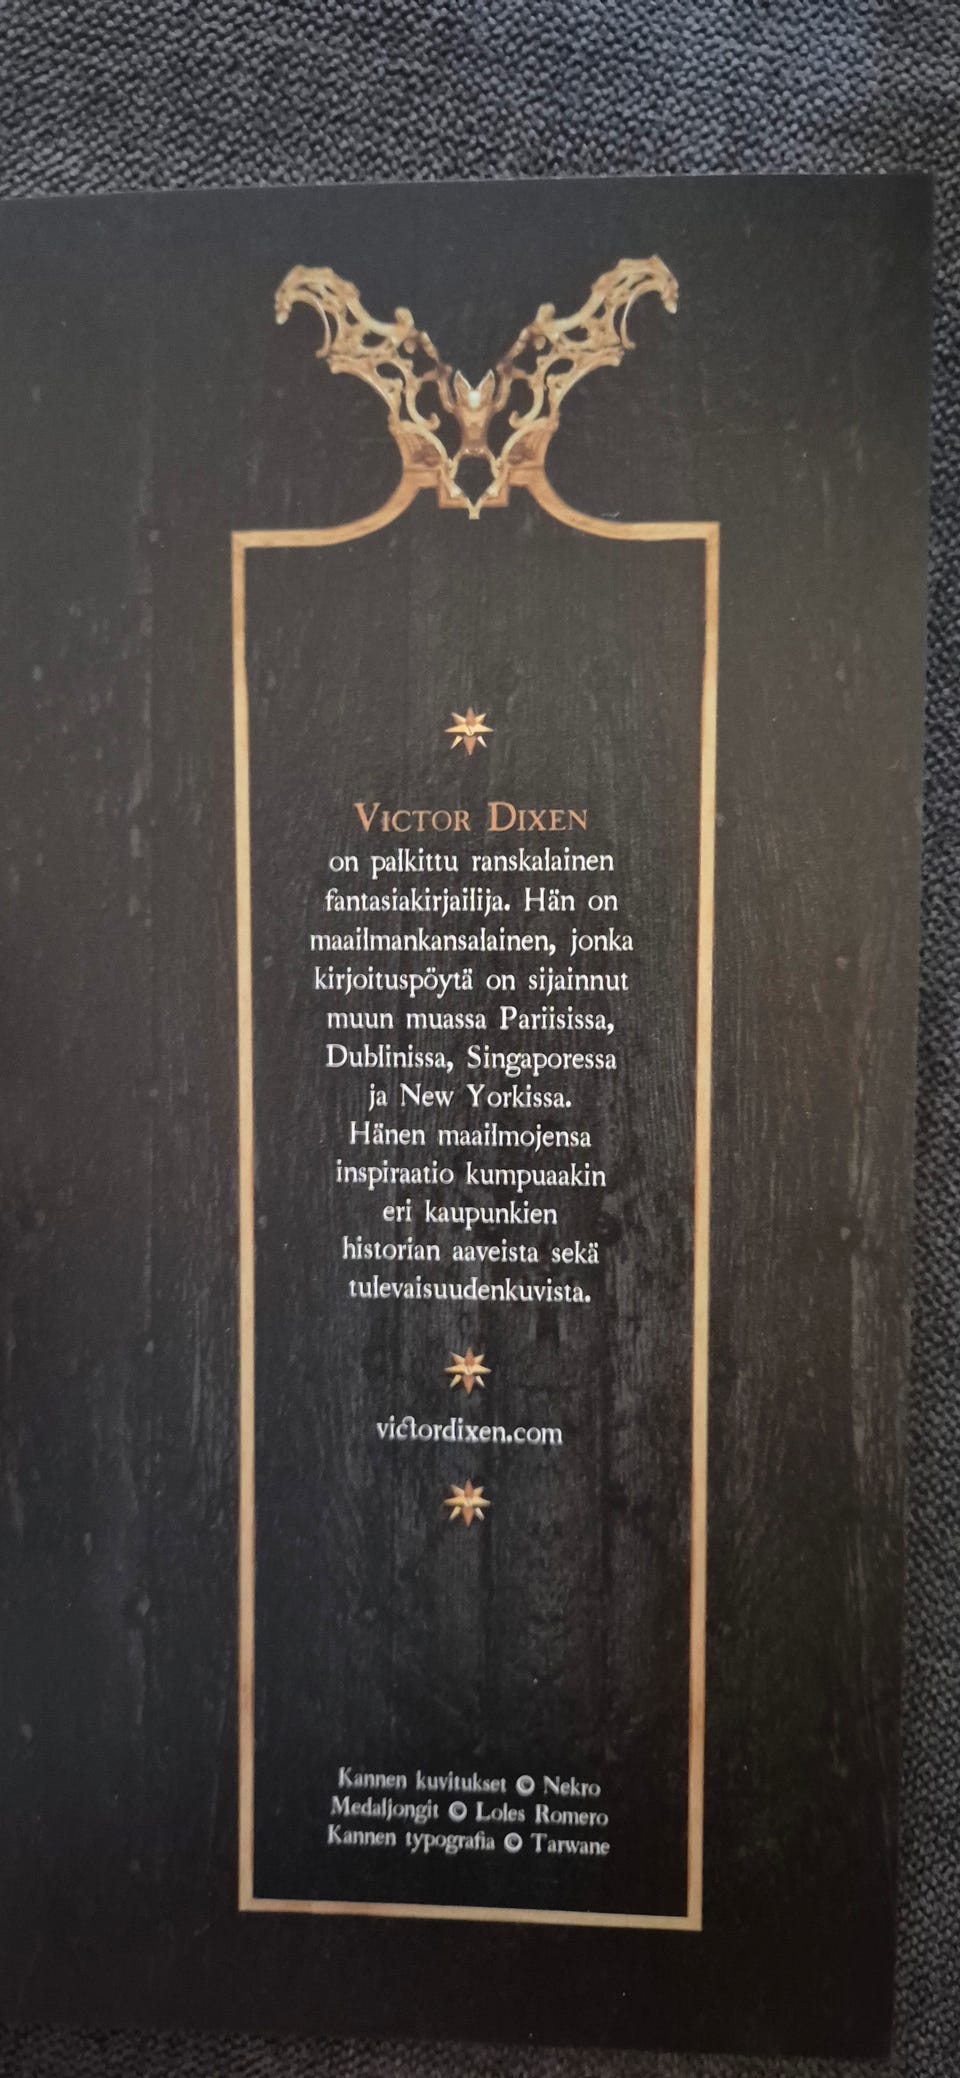 Victor Dixen
on palkittu ranskalainen
fantasiakirjailija. Hän on
maailmankansalainen, jonka
kirjoituspöytä on sijainnut
muun muassa Pariisissa,
Dublinissa, Singaporessa
ja New Yorkissa.
Hänen maailmojensa
inspiraatio kumpuaakin
eri kaupunkien
historian aaveista sekä
tulevaisuudenkuvista.
victordixen.com
Kannen kuvitukset © Nekro
Medaljongit © Loles Romero
Kannen typografia © Tarwane